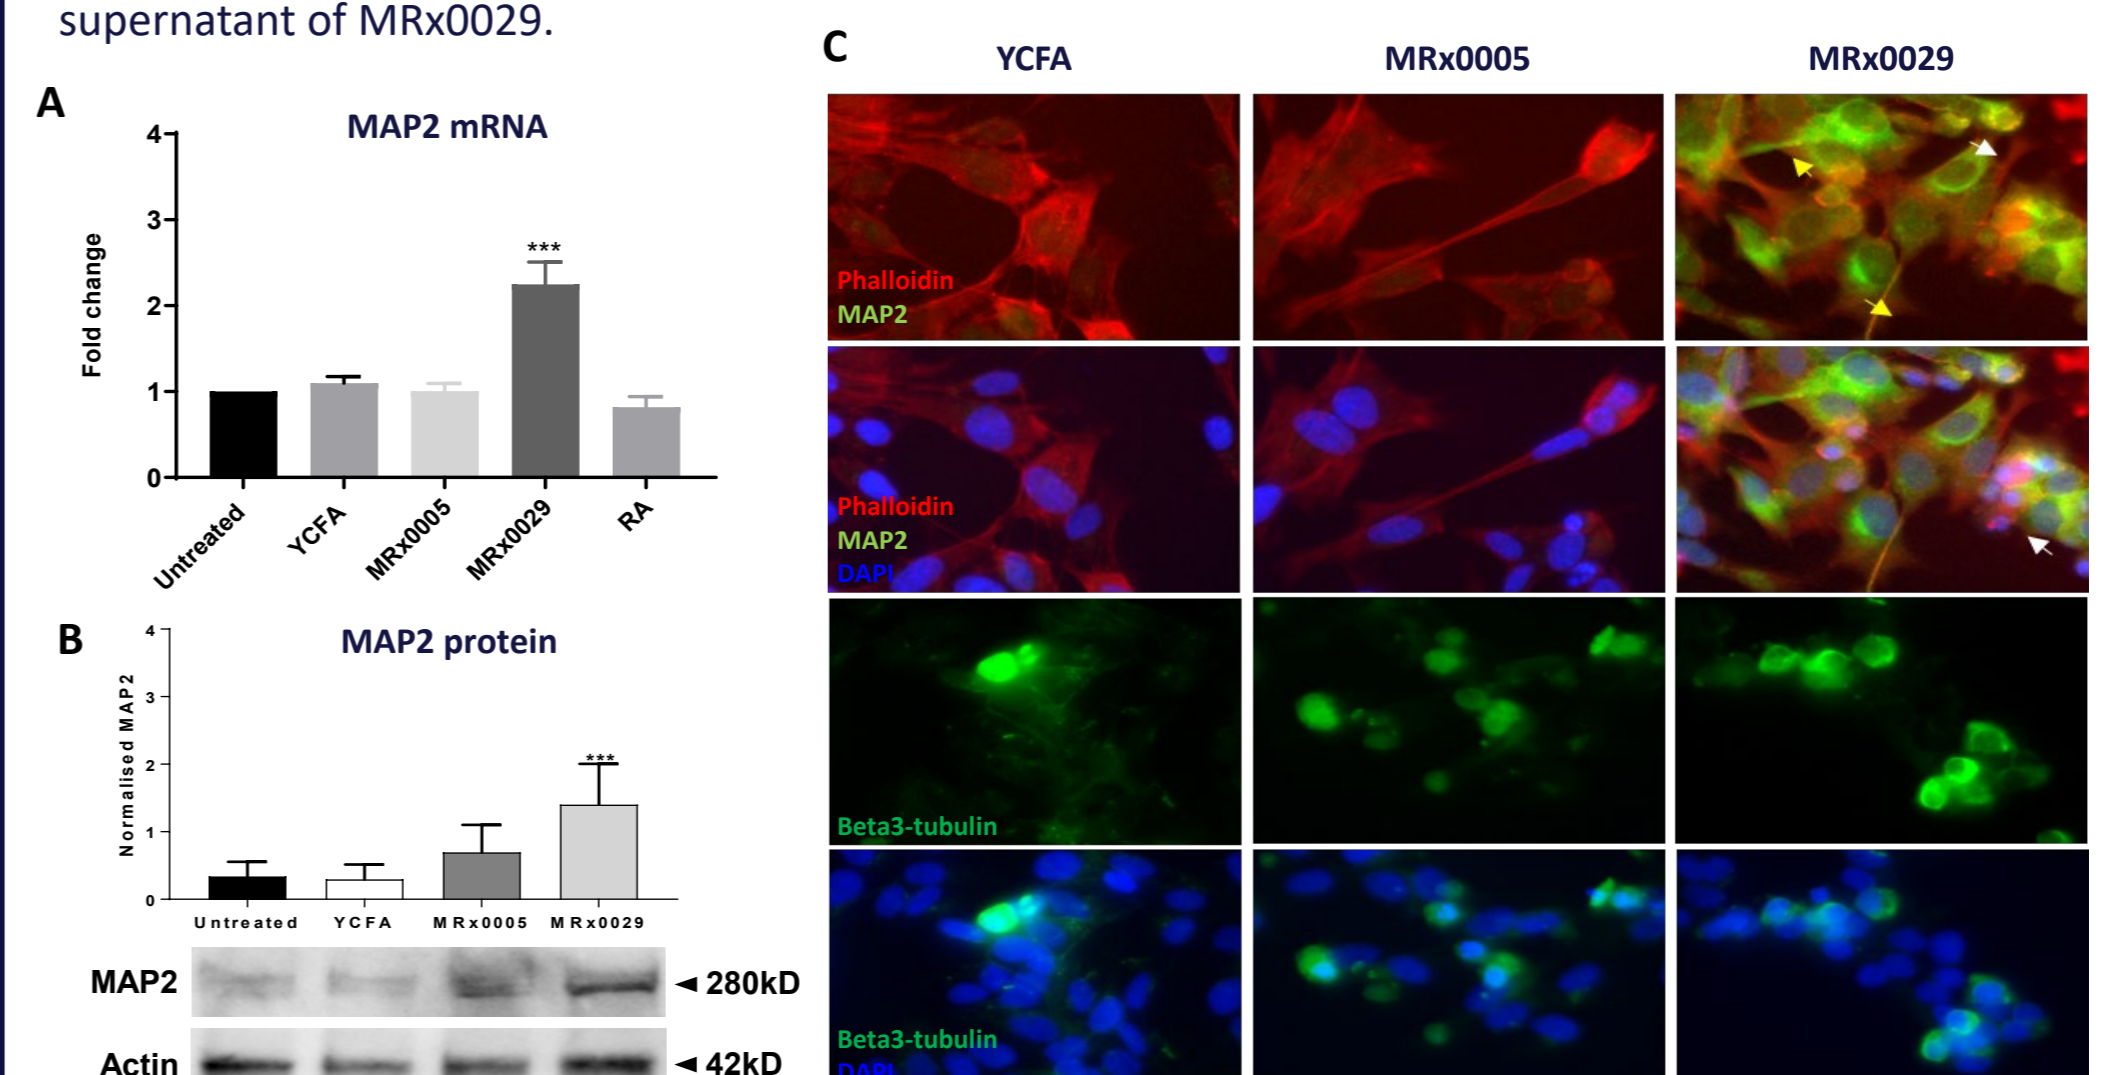 supernatant of MRx0029.
A
MAP2 mRNA
Fold change
4
3
2
1
0
***
Untreated
YCFA
MRx0005
MRx0029
RA
B
MAP2 protein
Normalised MAP2
4
3
2
1
0
***
Untreated YCFA MRx0005 MRx0029
MAP2 ◄ 280kD
Actin ◄ 42kD
C
YCFA MRx0005 MRx0029
Phalloidin
MAP2
Phalloidin
MAP2
DAPI
Beta3-tubulin
Beta3-tubulin
DAPI